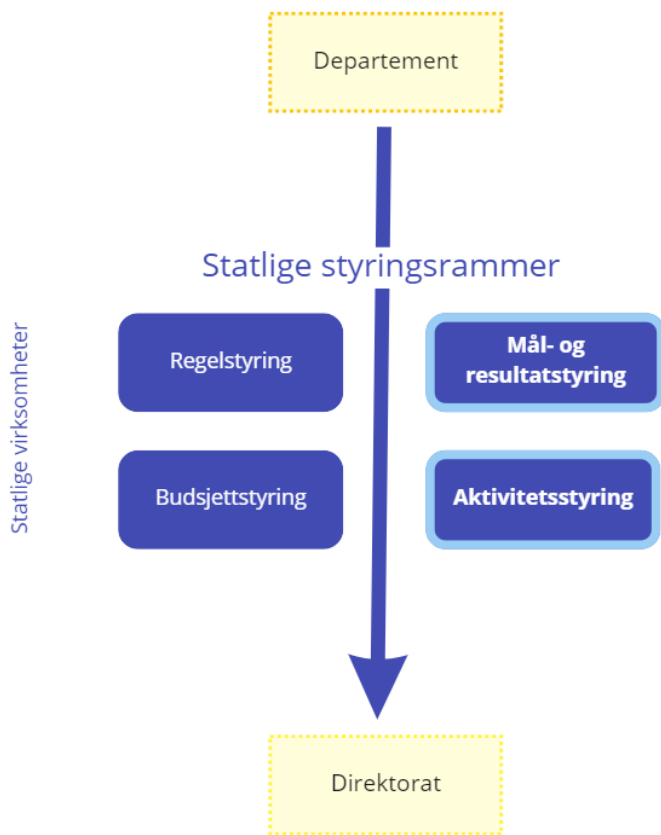 Departement
Statlige styringsrammer
Statlige virksomheter
Regelstyring
Mål- og
resultatstyring
Budsjettstyring
Aktivitetsstyring
Direktorat